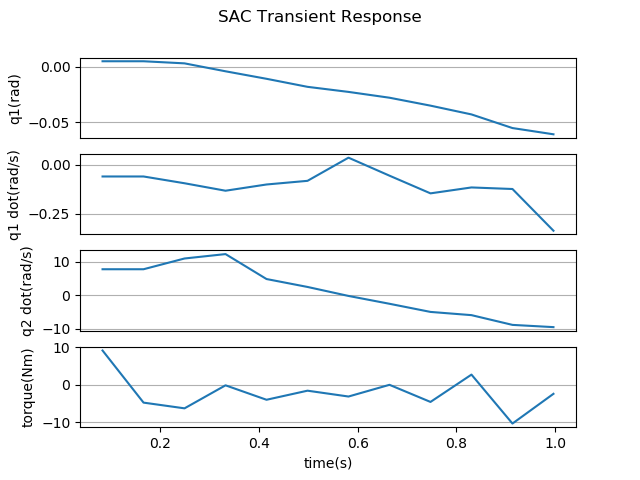 SAC Transient Response
q1(rad)
0.00
−0.05
q1 dot(rad/s)
0.00
−0.25
q2 dot(rad/s)
10
0
−10
torque(Nm)
10
0
−10
0.2 0.4 0.6 0.8 1.0
time(s)